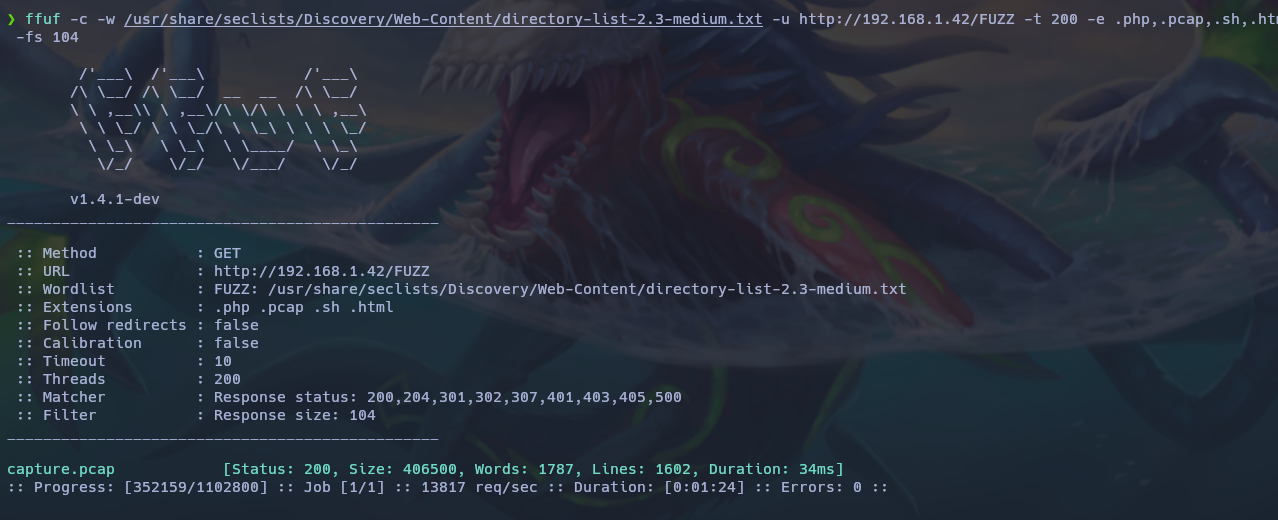 ❯ ffuf -c -w /usr/share/seclists/Discovery/Web-Content/directory-list-2.3-medium.txt -u http://192.168.1.42/FUZZ -t 200 -e .php,.pcap,.sh,.htm
-fs 104
        /'___\  /'___\           /'___\
       /\ \__/ /\ \__/  __  __  /\ \__/
       \ \ ,__\\ \ ,__\/\ \/\ \ \ \ ,__\
        \ \ \_/ \ \ \_/\ \ \_\ \ \ \ \_/
         \ \_\   \ \_\  \ \____/  \ \_\
          \/_/    \/_/   \/___/    \/_/
v1.4.1-dev
________________________________________________
:: Method : GET
:: URL : http://192.168.1.42/FUZZ
:: Wordlist : FUZZ: /usr/share/seclists/Discovery/Web-Content/directory-list-2.3-medium.txt
:: Extensions : .php .pcap .sh .html
:: Follow redirects : false
:: Calibration : false
:: Timeout : 10
:: Threads : 200
:: Matcher : Response status: 200,204,301,302,307,401,403,405,500
:: Filter : Response size: 104
________________________________________________
capture.pcap [Status: 200, Size: 406500, Words: 1787, Lines: 1602, Duration: 34ms]
:: Progress: [352159/1102800] :: Job [1/1] :: 13817 req/sec :: Duration: [0:01:24] :: Errors: 0 ::